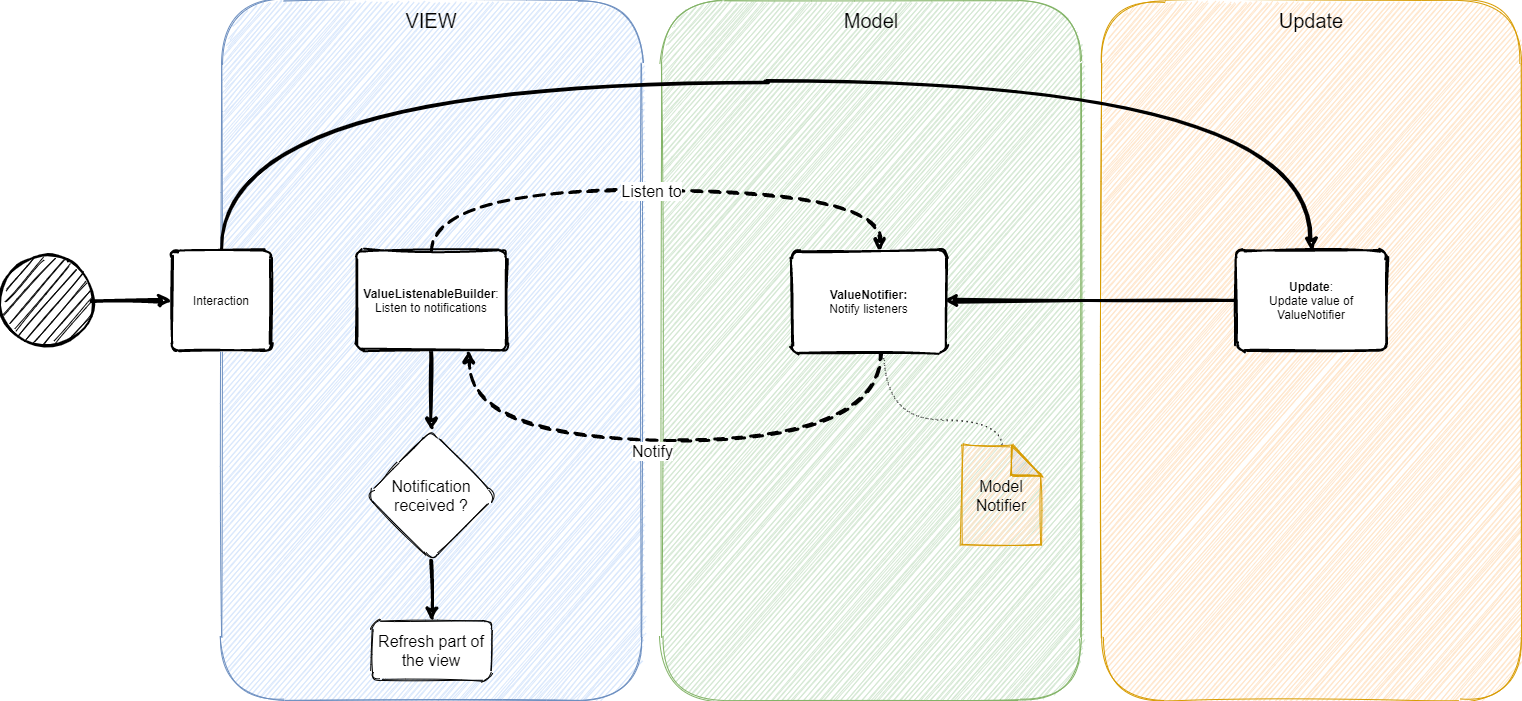 VIEW
Model
Update
Listen to
Interaction
ValueListenableBuilder:
Listen to notifications
ValueNotifier:
Notify listeners
Update:
Update value of
ValueNotifier
Notify
Notification
received ?
Model
Notifier
Refresh part of
the view